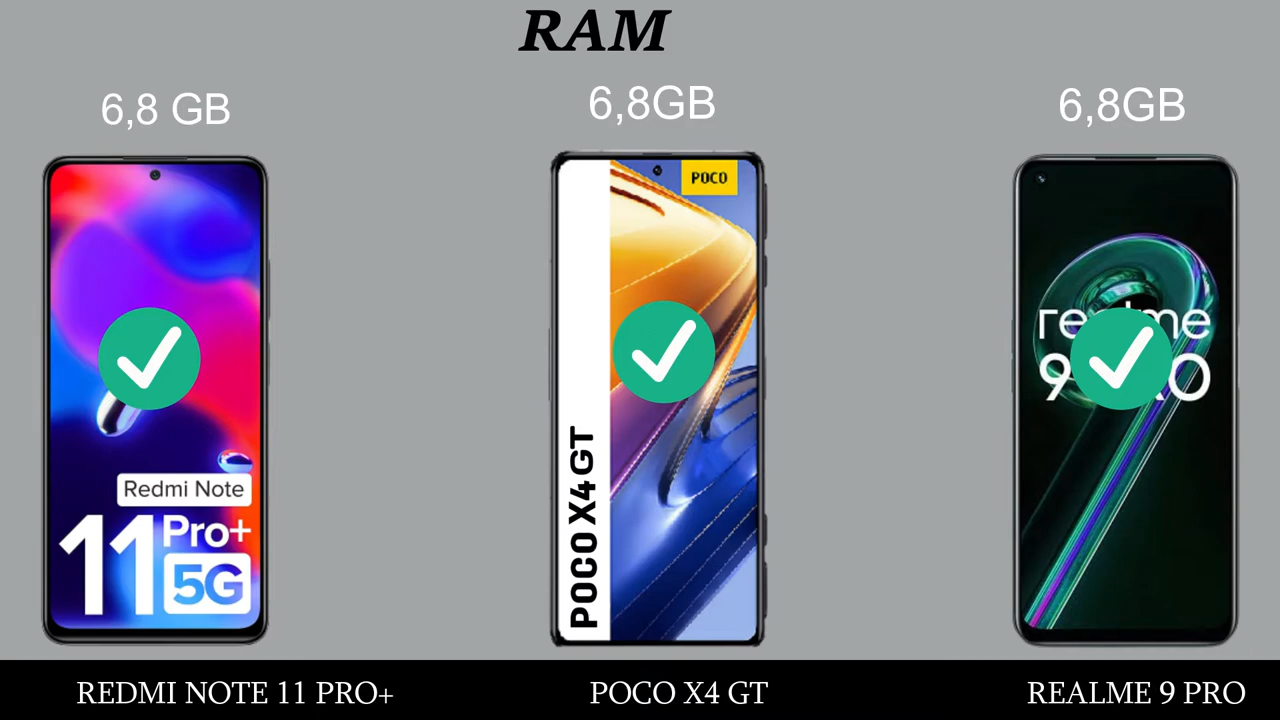 RAM
6,8 GB
6,8GB
6,8GB
Redmi Note
11 Pro+
5G
POCO
POCO X4 GT
REDMI NOTE 11 PRO+
POCO X4 GT
REALME 9 PRO